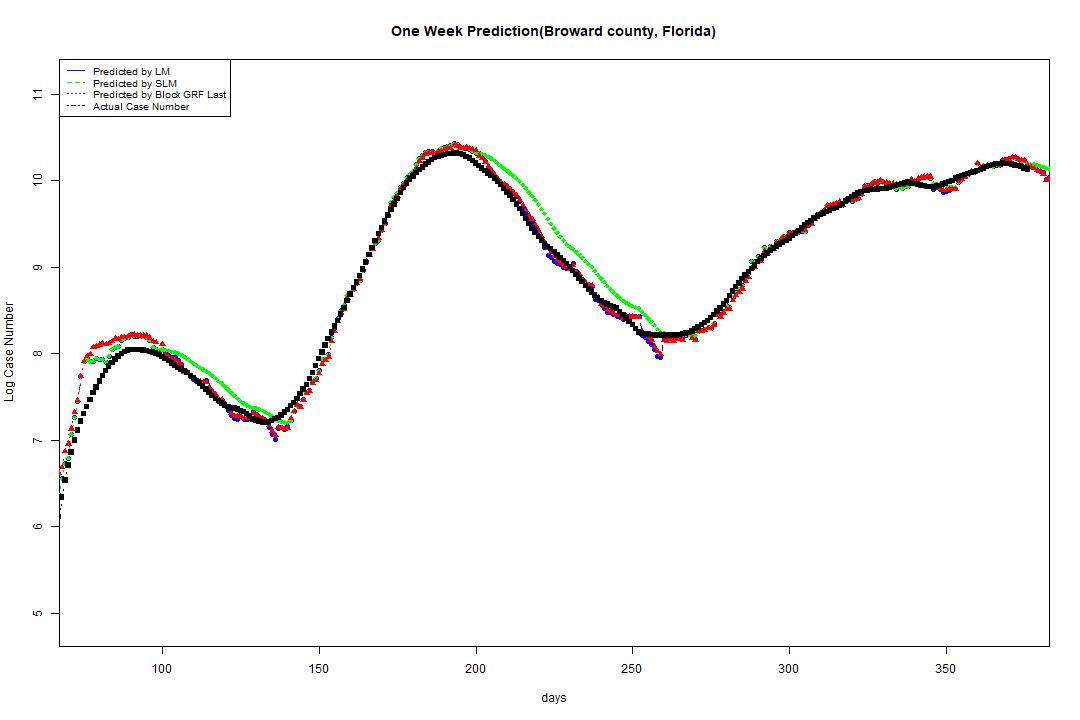 One Week Prediction(Broward county, Florida)
Predicted by LM
Predicted by SLM
Predicted by Block GRF Last
Actual Case Number
11
10
9
8
7
6
5
Log Case Number
100 150 200 250 300 350
days